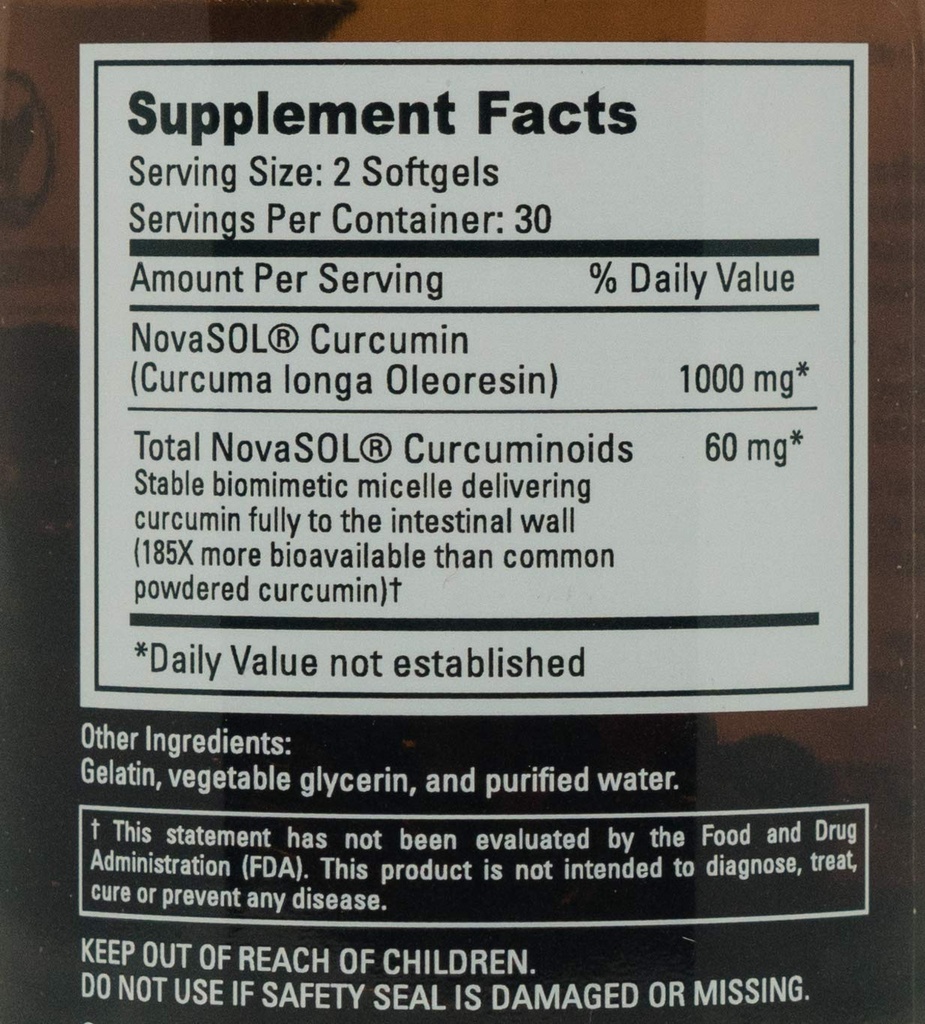 Supplement Facts
Serving Size: 2 Softgels
Servings Per Container: 30
Amount Per Serving % Daily Value
NovaSOL® Curcumin
(Curcuma longa Oleoresin) 1000 mg*
Total NovaSOL® Curcuminoids 60 mg*
Stable biomimetic micelle delivering
curcumin fully to the intestinal wall
(185X more bioavailable than common
powdered curcumin)†
*Daily Value not established
Other Ingredients:
Gelatin, vegetable glycerin, and purified water.
† This statement has not been evaluated by the Food and Drug
Administration (FDA). This product is not intended to diagnose, treat,
cure or prevent any disease.
KEEP OUT OF REACH OF CHILDREN.
DO NOT USE IF SAFETY SEAL IS DAMAGED OR MISSING.